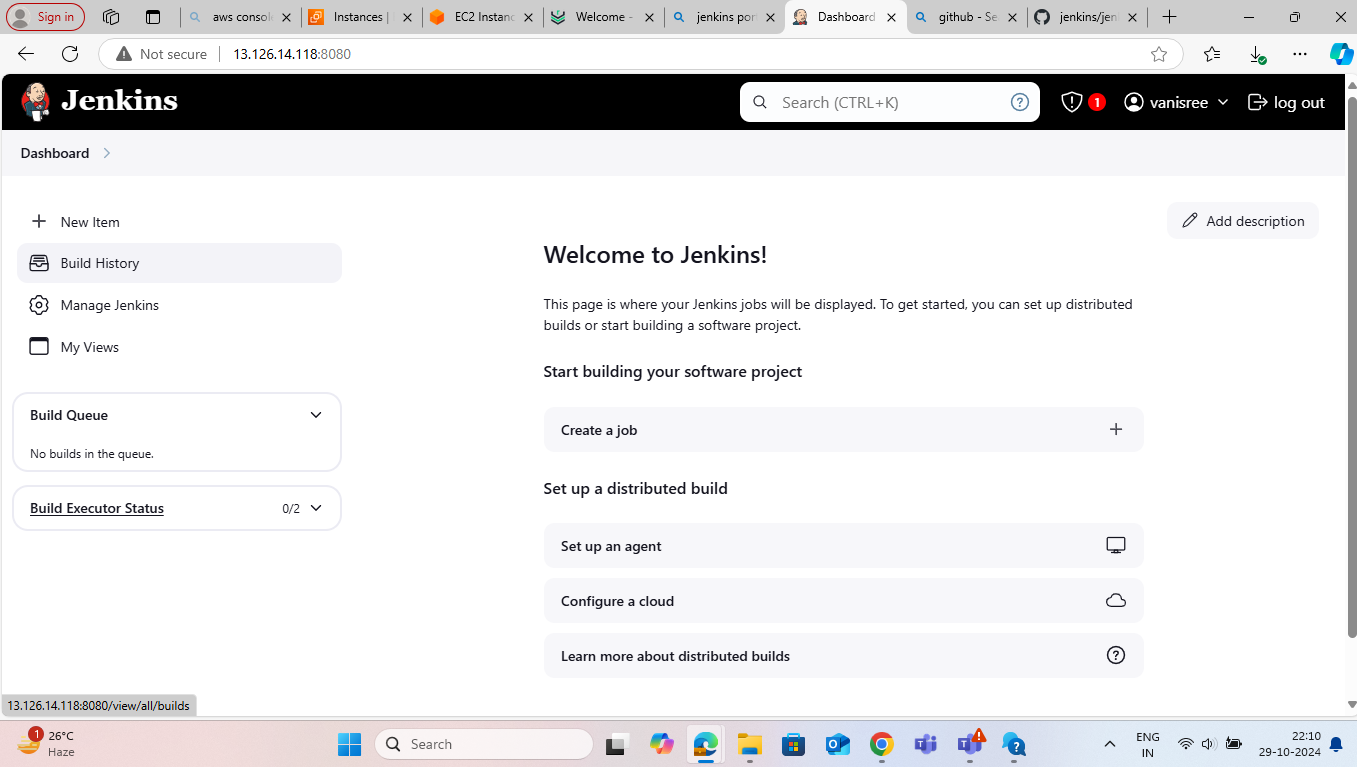 Sign in
aws consol
Instances |
EC2 Instanc
Welcome -
jenkins por
Dashboard
github - Se
jenkins/jen
Not secure
13.126.14.118:8080
Jenkins
Search (CTRL+K)
1
vanisree
log out
Dashboard
New Item
Build History
Manage Jenkins
My Views
Build Queue
No builds in the queue.
Build Executor Status
0/2
Add description
Welcome to Jenkins!
This page is where your Jenkins jobs will be displayed. To get started, you can set up distributed
builds or start building a software project.
Start building your software project
Create a job
Set up a distributed build
Set up an agent
Configure a cloud
Learn more about distributed builds
13.126.14.118:8080/view/all/builds
1
26°C
Haze
Search
ENG
IN
22:10
29-10-2024